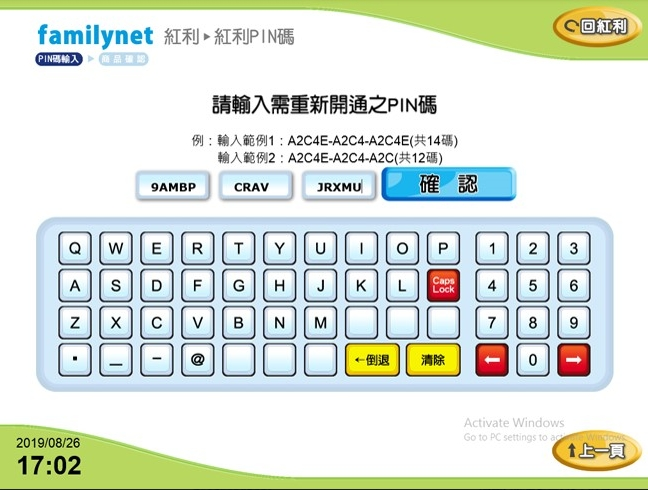 familynet 紅利▶紅利PIN碼
回紅利
PIN碼輸入 ▶ 商品確認
請輸入需重新開通之PIN碼
例：輸入範例1：A2C4E-A2C4-A2C4E(共14碼)
輸入範例2：A2C4E-A2C4-A2C(共12碼)
9AMBP CRAV JRXMU 確認
Q W E R T Y U I O P 1 2 3
A S D F G H J K L Caps Lock 4 5 6
Z X C V B N M 7 8 9
. _ - @ ←倒退 清除 ← 0 →
Activate Windows
Go to PC settings to activate Windows.
2019/08/26
17:02
上一頁